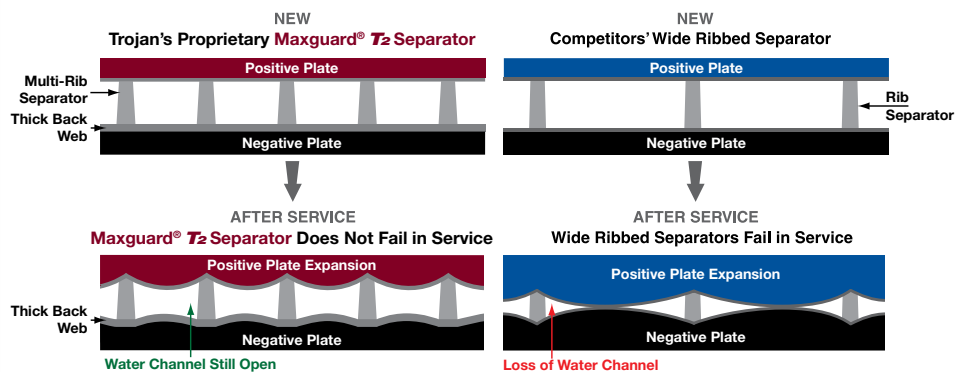 NEW
Trojan's Proprietary Maxguard® T2 Separator
Positive Plate
Multi-Rib
Separator
Thick Back
Web
Negative Plate
NEW
Competitors' Wide Ribbed Separator
Positive Plate
Rib
Separator
Negative Plate
AFTER SERVICE
Maxguard® T2 Separator Does Not Fail in Service
Positive Plate Expansion
Thick Back
Web
Negative Plate
Water Channel Still Open
AFTER SERVICE
Wide Ribbed Separators Fail in Service
Positive Plate Expansion
Negative Plate
Loss of Water Channel